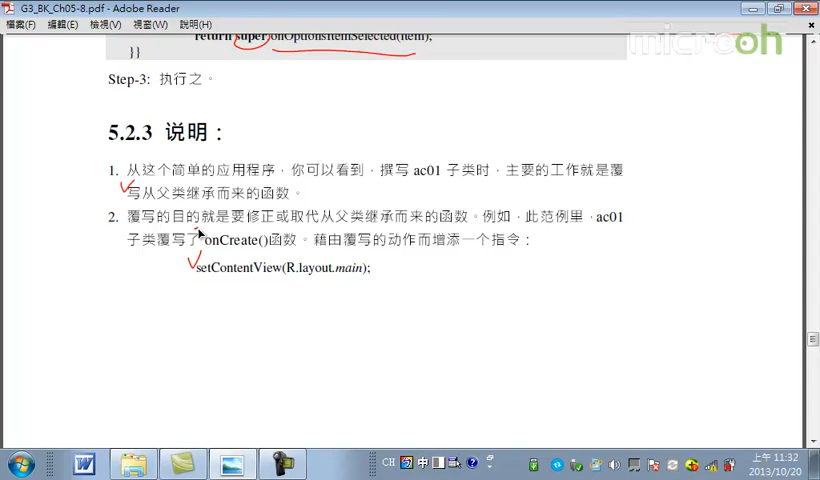 G3_BK_Ch05-8.pdf - Adobe Reader
檔案(F) 編輯(E) 檢視(V) 視窗(W) 說明(H)
microoh
return super.onOptionsItemSelected(item);
}}
Step-3: 执行之。
5.2.3 说明：
1. 从这个简单的应用程序，你可以看到，撰写 ac01 子类时，主要的工作就是覆
写从父类继承而来的函数。
2. 覆写的目的就是要修正或取代从父类继承而来的函数。例如，此范例里，ac01
子类覆写了 onCreate()函数。藉由覆写的动作而增添一个指令：
setContentView(R.layout.main);
CH 中
上午 11:32
2013/10/20